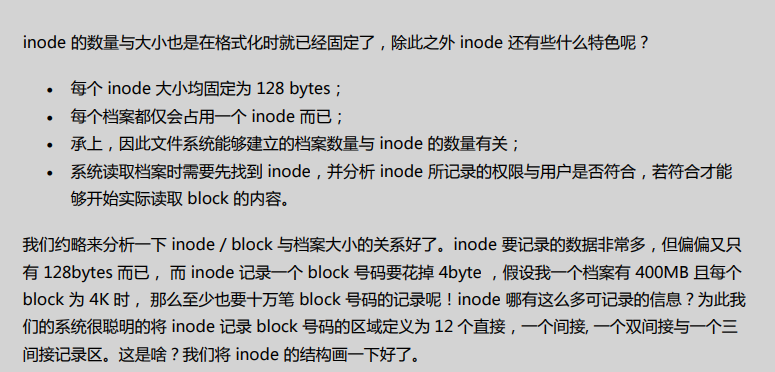 inode 的数量与大小也是在格式化时就已经固定了，除此之外 inode 还有些什么特色呢？
• 每个 inode 大小均固定为 128 bytes；
• 每个档案都仅会占用一个 inode 而已；
• 承上，因此文件系统能够建立的档案数量与 inode 的数量有关；
• 系统读取档案时需要先找到 inode，并分析 inode 所记录的权限与用户是否符合，若符合才能
够开始实际读取 block 的内容。
我们约略来分析一下 inode / block 与档案大小的关系好了。inode 要记录的数据非常多，但偏偏又只
有 128bytes 而已， 而 inode 记录一个 block 号码要花掉 4byte ，假设我一个档案有 400MB 且每个
block 为 4K 时， 那么至少也要十万笔 block 号码的记录呢！inode 哪有这么多可记录的信息？为此我
们的系统很聪明的将 inode 记录 block 号码的区域定义为 12 个直接，一个间接, 一个双间接与一个三
间接记录区。这是啥？我们将 inode 的结构画一下好了。